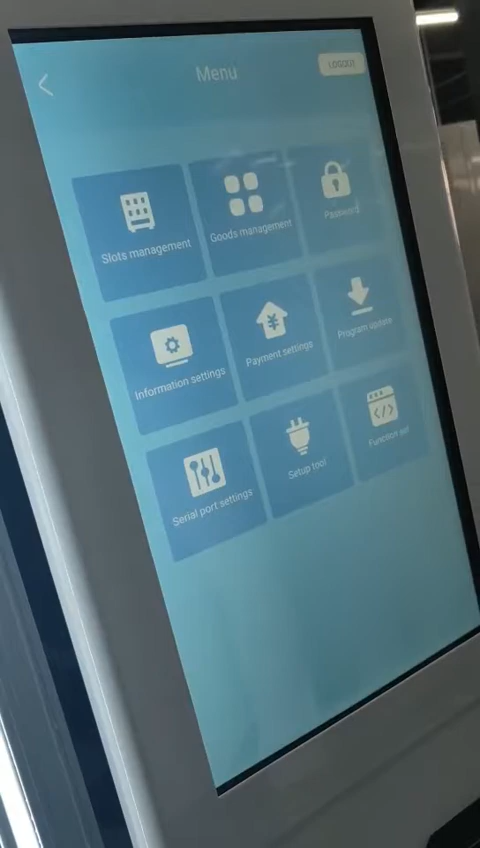 Menu
LOGOUT
Slots management
Goods management
Password
Information settings
Payment settings
Program update
Serial port settings
Setup tool
Function set